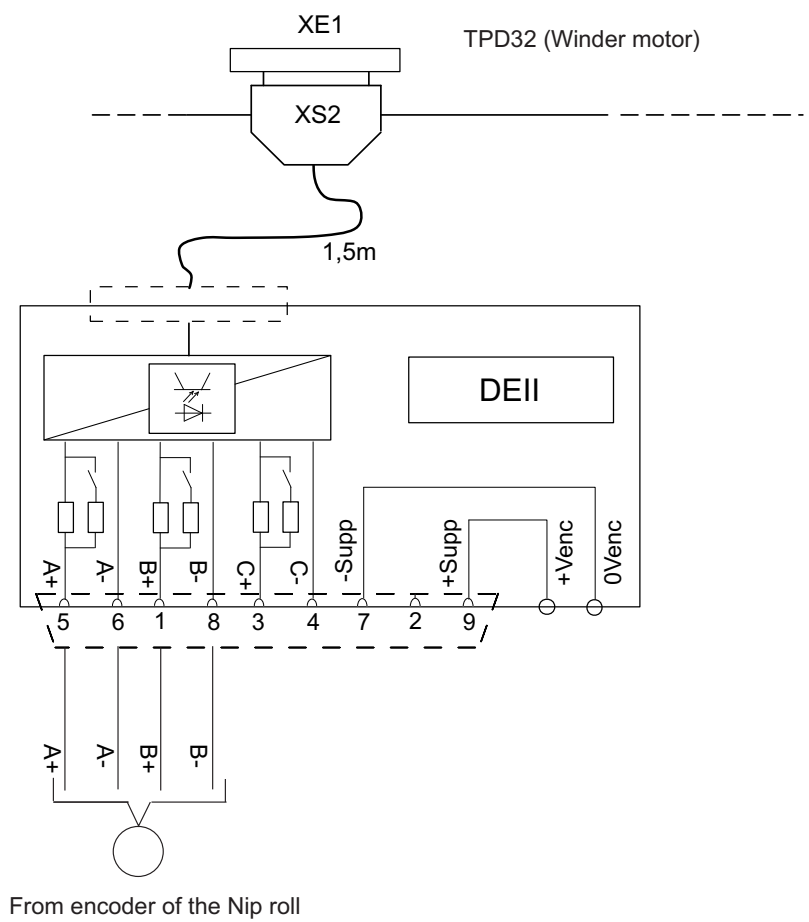 XE1
TPD32 (Winder motor)
XS2
1,5m
DEII
A+
A-
B+
B-
C+
C-
-Supp
+Supp
+Venc
0Venc
5 6 1 8 3 4 7 2 9
A+
A-
B+
B-
From encoder of the Nip roll